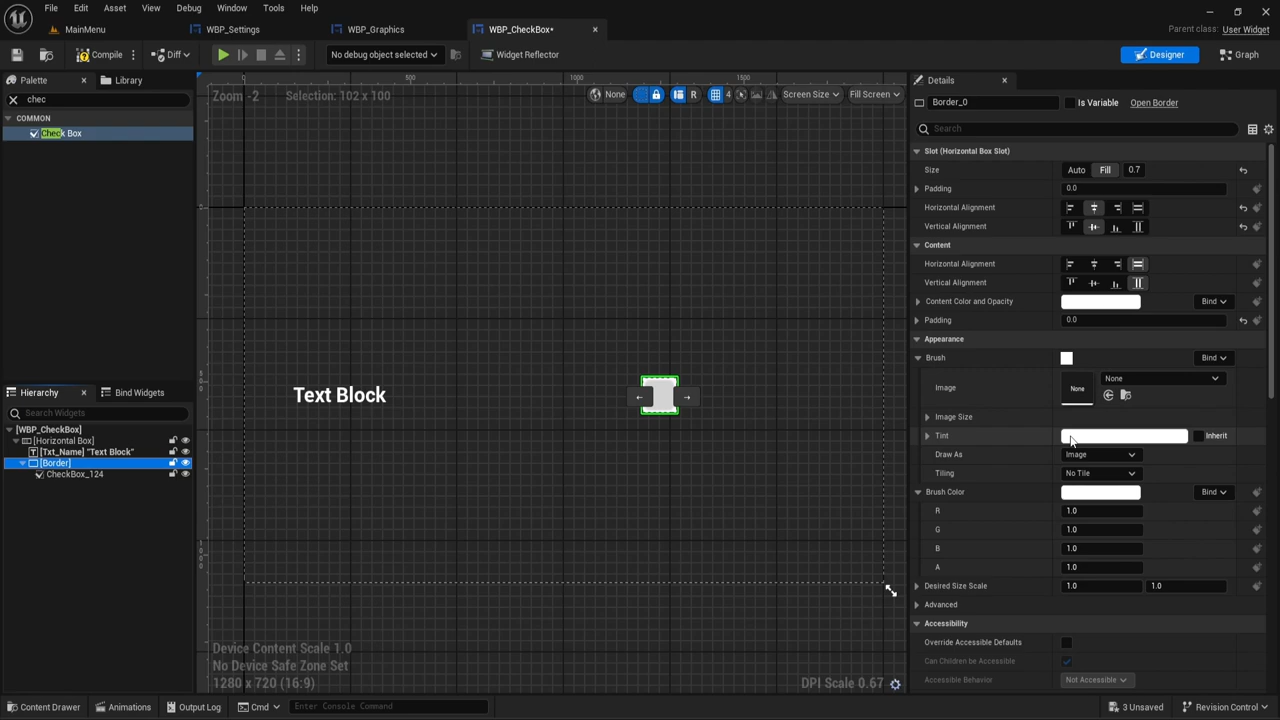 File Edit Asset View Debug Window Tools Help
MainMenu WBP_Settings WBP_Graphics WBP_CheckBox* Parent class: User Widget
Compile Diff No debug object selected Widget Reflector Designer Graph
Palette Library Zoom -2 Selection: 102 x 100 None R 4 Screen Size Fill Screen Details
chec
COMMON
Check Box
Border_0 Is Variable Open Border
Search
Slot (Horizontal Box Slot)
Size Auto Fill 0.7
Padding 0.0
Horizontal Alignment
Vertical Alignment
Content
Horizontal Alignment
Vertical Alignment
Content Color and Opacity Bind
Padding 0.0
Appearance
Brush Bind
Image None None
Image Size
Tint Inherit
Draw As Image
Tiling No Tile
Brush Color Bind
R 1.0
G 1.0
B 1.0
A 1.0
Desired Size Scale 1.0 1.0
Advanced
Accessibility
Override Accessible Defaults
Can Children be Accessible
Accessible Behavior Not Accessible
0 500 1000 1500
Text Block
Hierarchy Bind Widgets
Search Widgets
[WBP_CheckBox]
[Horizontal Box]
[Txt_Name] "Text Block"
[Border]
CheckBox_124
Device Content Scale 1.0
No Device Safe Zone Set
1280 x 720 (16:9) DPI Scale 0.67
Content Drawer Animations Output Log Cmd Enter Console Command 3 Unsaved Revision Control